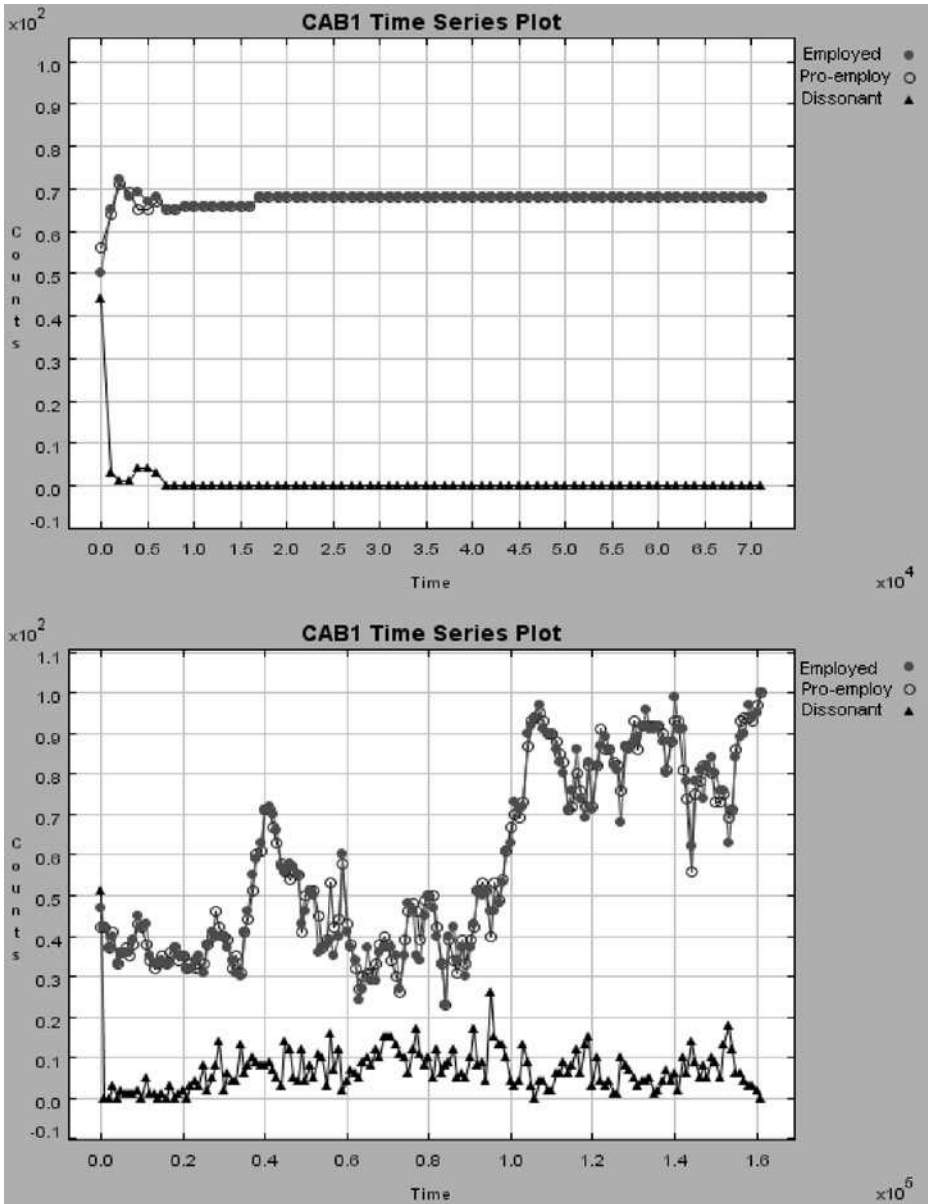 ×10²
CAB1 Time Series Plot
1.0
0.9
0.8
0.7
0.6
0.5
0.4
0.3
0.2
0.1
0.0
-0.1
Counts
Employed
Pro-employ
Dissonant
0.0 0.5 1.0 1.5 2.0 2.5 3.0 3.5 4.0 4.5 5.0 5.5 6.0 6.5 7.0
Time
×10⁴
×10²
CAB1 Time Series Plot
1.1
1.0
0.9
0.8
0.7
0.6
0.5
0.4
0.3
0.2
0.1
0.0
-0.1
Counts
Employed
Pro-employ
Dissonant
0.0 0.2 0.4 0.6 0.8 1.0 1.2 1.4 1.6
Time
×10⁵